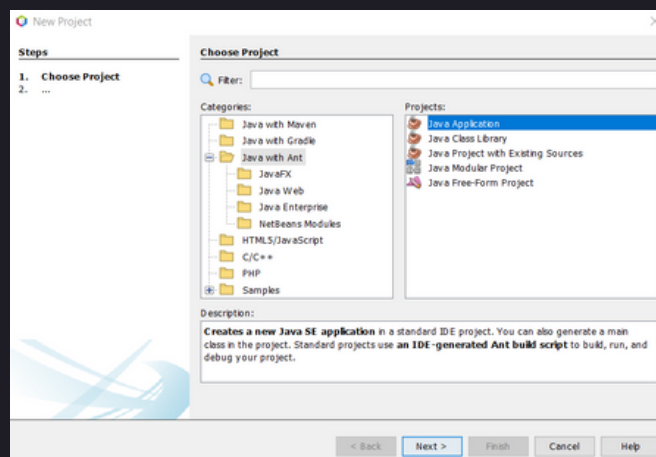 New Project
Steps
1. Choose Project
2. ...
Choose Project
Filter:
Categories:
Java with Maven
Java with Gradle
Java with Ant
JavaFX
Java Web
Java Enterprise
NetBeans Modules
HTML5/JavaScript
C/C++
PHP
Samples
Projects:
Java Application
Java Class Library
Java Project with Existing Sources
Java Modular Project
Java Free-Form Project
Description:
Creates a new Java SE application in a standard IDE project. You can also generate a main
class in the project. Standard projects use an IDE-generated Ant build script to build, run, and
debug your project.
< Back
Next >
Finish
Cancel
Help